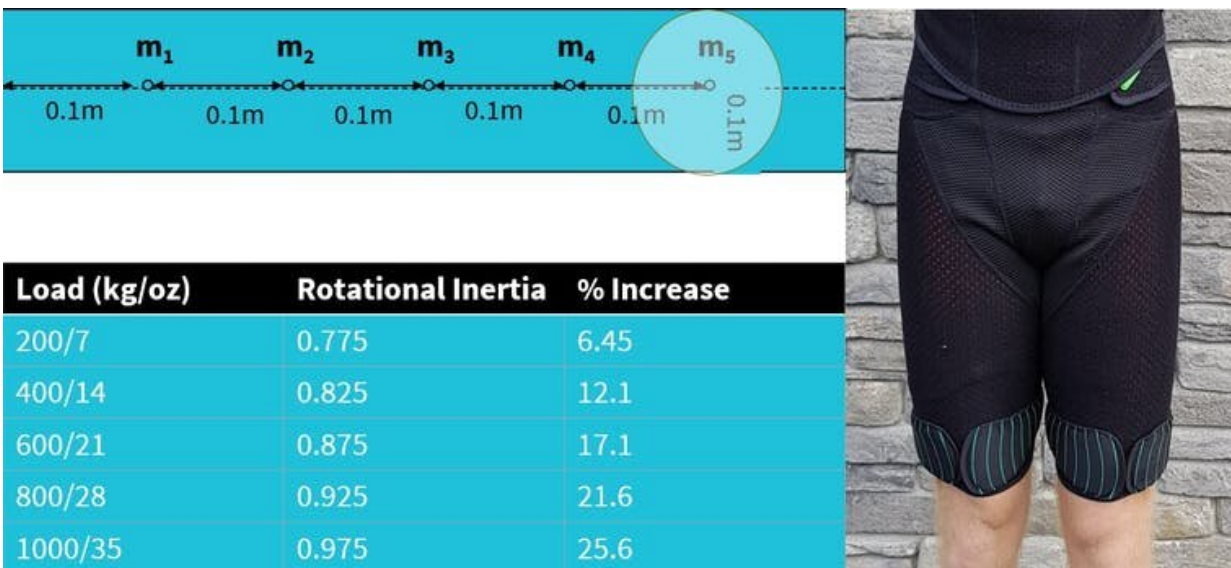 m₁ m₂ m₃ m₄ m₅
0.1m 0.1m 0.1m 0.1m 0.1m 0.1m
Load (kg/oz) Rotational Inertia % Increase
200/7 0.775 6.45
400/14 0.825 12.1
600/21 0.875 17.1
800/28 0.925 21.6
1000/35 0.975 25.6